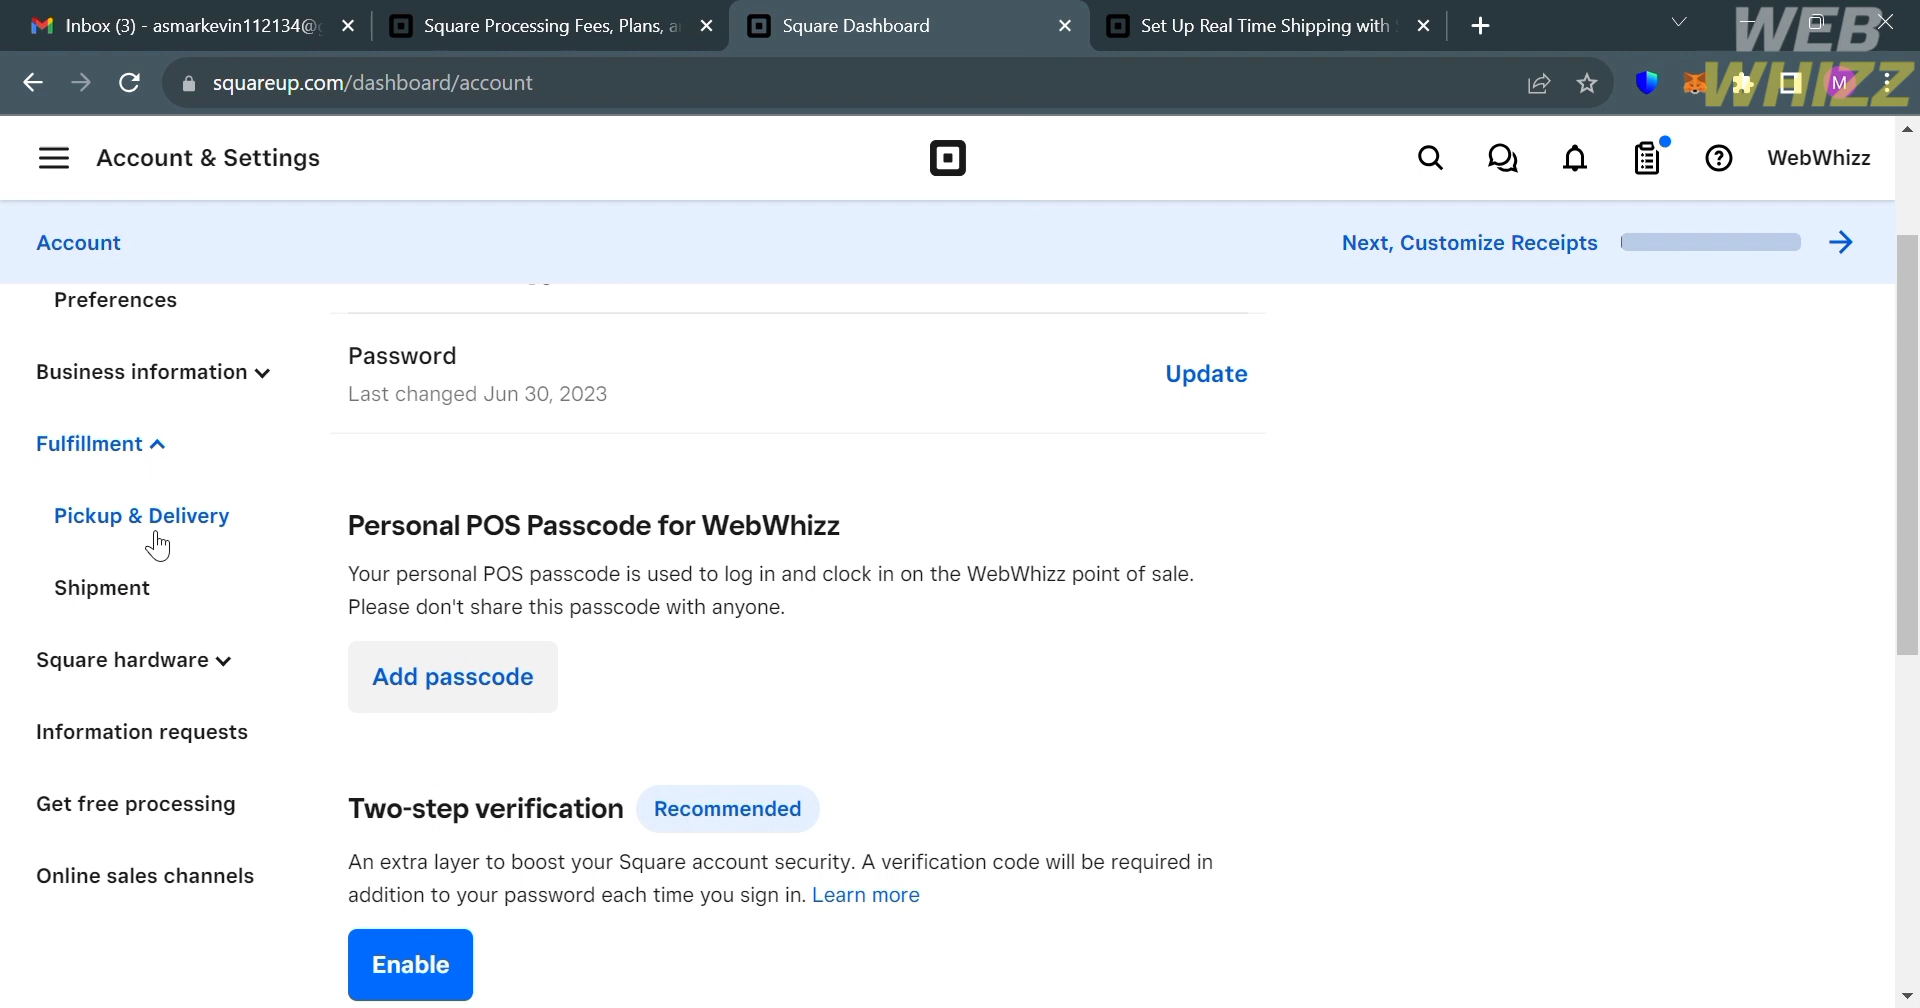 Inbox (3) - asmarkevin112134@
Square Processing Fees, Plans,
Square Dashboard
Set Up Real Time Shipping with
WEB
WHIZZ
squareup.com/dashboard/account
M
Account & Settings
WebWhizz
Account
Next, Customize Receipts
Preferences
Business information
Fulfillment
Pickup & Delivery
Shipment
Square hardware
Information requests
Get free processing
Online sales channels
Password
Update
Last changed Jun 30, 2023
Personal POS Passcode for WebWhizz
Your personal POS passcode is used to log in and clock in on the WebWhizz point of sale.
Please don't share this passcode with anyone.
Add passcode
Two-step verification
Recommended
An extra layer to boost your Square account security. A verification code will be required in
addition to your password each time you sign in. Learn more
Enable